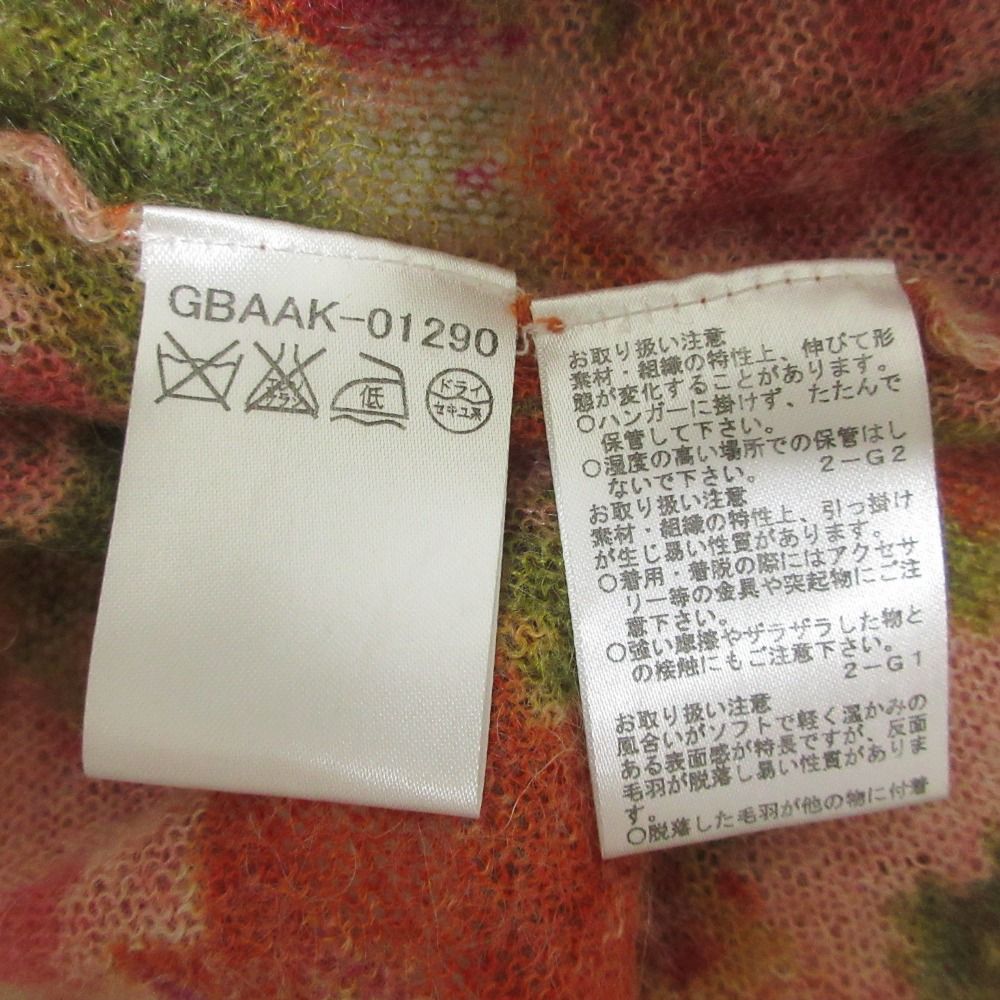 GBAAK-01290
エンソ
サラシ
低
ドライ
セキユ系
お取り扱い注意
素材・組織の特性上、伸びて形
態が変化することがあります。
○ハンガーに掛けず、たたんで
保管して下さい。
○湿度の高い場所での保管はし
ないで下さい。 2-G2
お取り扱い注意
素材・組織の特性上、引っ掛け
が生じ易い性質があります。
○着用・着脱の際にはアクセサ
リー等の金具や突起物にご注
意下さい。
○強い摩擦やザラザラした物と
の接触にもご注意下さい。
2-G1
お取り扱い注意
風合いがソフトで軽く温かみの
ある表面感が特長ですが、反面
毛羽が脱落し易い性質がありま
す。
○脱落した毛羽が他の物に付着